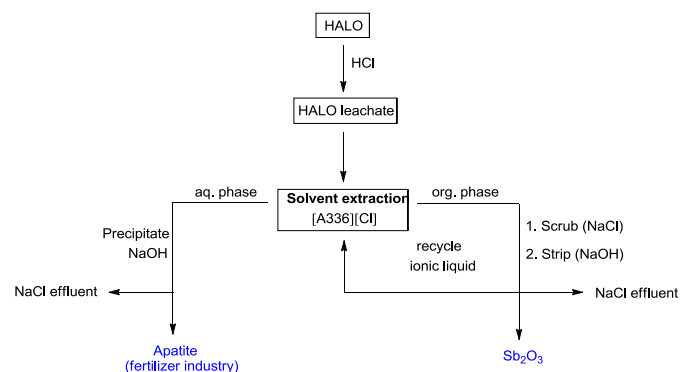 HALO
HCl
HALO leachate
aq. phase
Solvent extraction
[A336][Cl]
org. phase
Precipitate
NaOH
recycle
ionic liquid
1. Scrub (NaCl)
2. Strip (NaOH)
NaCl effluent
NaCl effluent
Apatite
(fertilizer industry)
Sb₂O₃